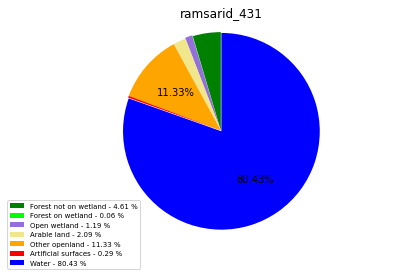 ramsarid_431
11.33%
80.43%
Forest not on wetland - 4.61 %
Forest on wetland - 0.06 %
Open wetland - 1.19 %
Arable land - 2.09 %
Other openland - 11.33 %
Artificial surfaces - 0.29 %
Water - 80.43 %